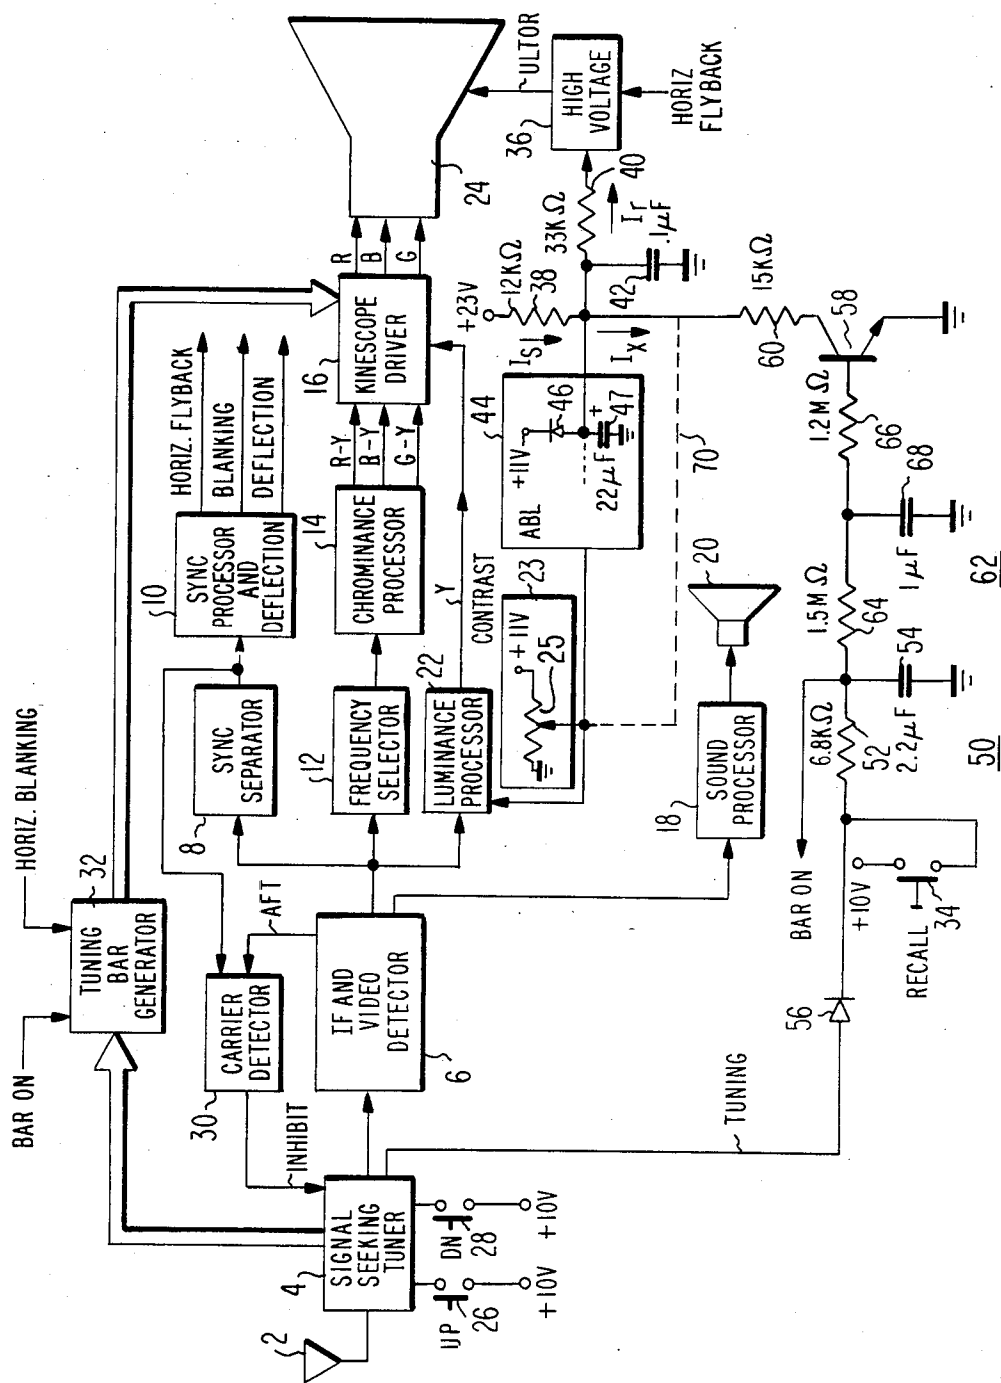 BAR ON
HORIZ. BLANKING
32
TUNING
BAR
GENERATOR
2
4
SIGNAL
SEEKING
TUNER
UP
26
+10V
DN
28
+10V
INHIBIT
30
CARRIER
DETECTOR
AFT
IF AND
VIDEO
DETECTOR
6
8
SYNC
SEPARATOR
10
SYNC
PROCESSOR
AND
DEFLECTION
HORIZ. FLYBACK
BLANKING
DEFLECTION
12
FREQUENCY
SELECTOR
14
CHROMINANCE
PROCESSOR
R-Y
B-Y
G-Y
16
KINESCOPE
DRIVER
R
B
G
24
22
LUMINANCE
PROCESSOR
Y
CONTRAST
23
+11V
25
44
ABL
+11V
46
+
47
22μF
18
SOUND
PROCESSOR
20
70
+23V
12KΩ
38
IS
IX
33KΩ
40
Ir
.1μF
42
36
HIGH
VOLTAGE
ULTOR
HORIZ
FLYBACK
15KΩ
60
58
1.2MΩ
66
68
1μF
62
1.5MΩ
64
54
2.2μF
6.8KΩ
52
50
BAR ON
+10V
RECALL
34
56
TUNING